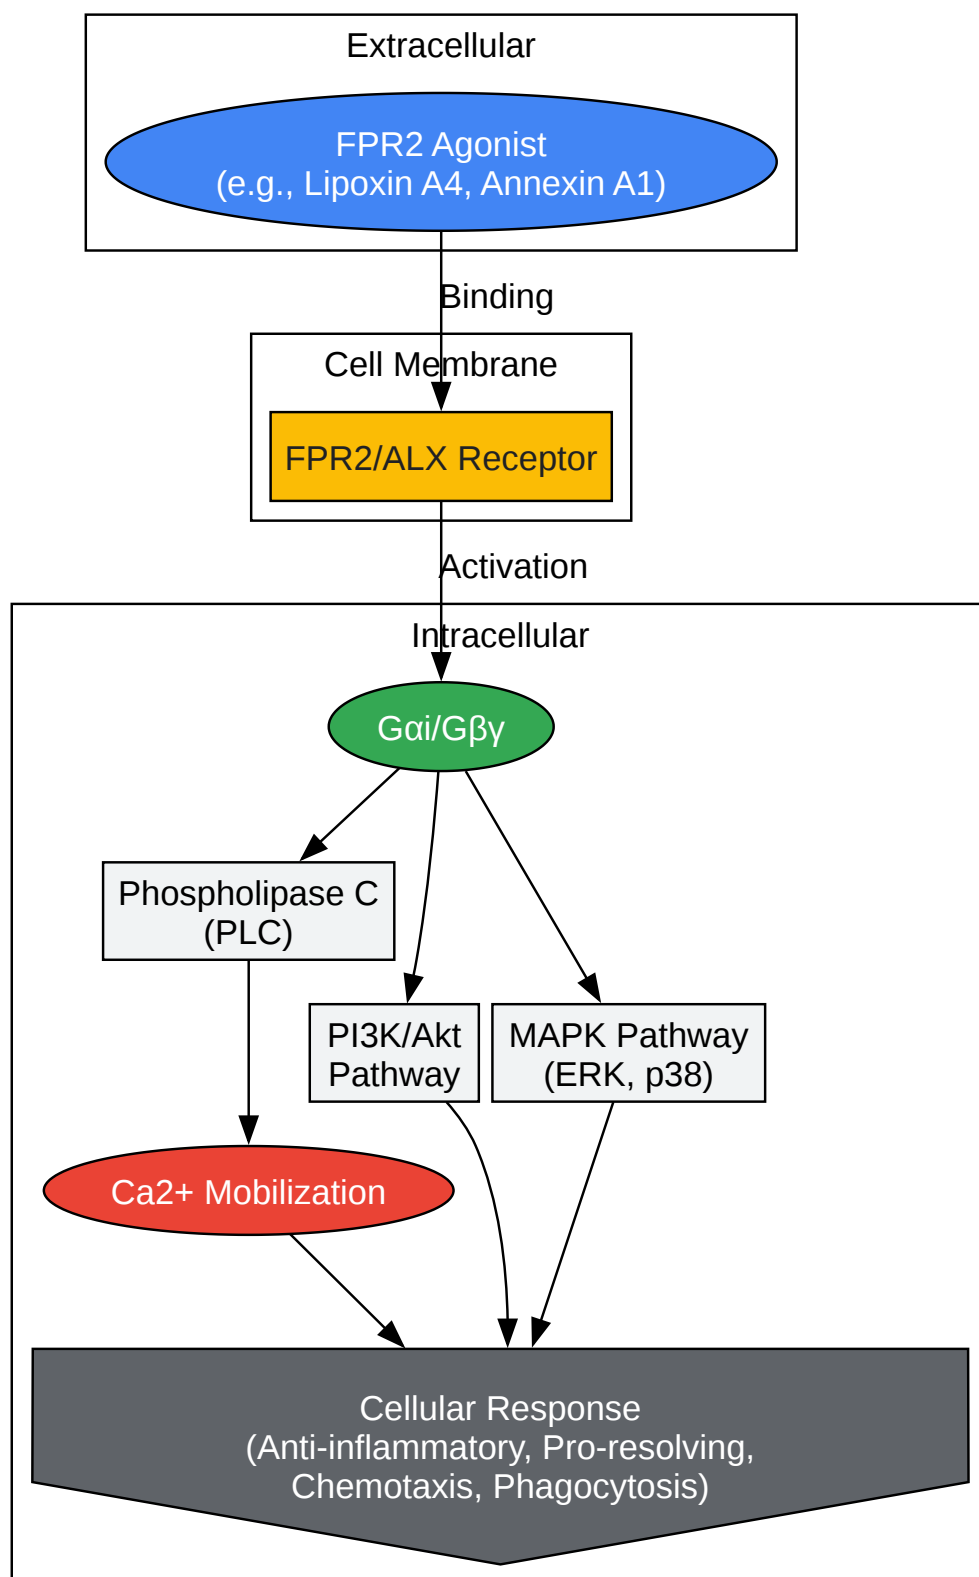 Extracellular
FPR2 Agonist
(e.g., Lipoxin A4, Annexin A1)
Binding
Cell Membrane
FPR2/ALX Receptor
Activation
Intracellular
Gαi/Gβγ
Phospholipase C
(PLC)
PI3K/Akt
Pathway
MAPK Pathway
(ERK, p38)
Ca2+ Mobilization
Cellular Response
(Anti-inflammatory, Pro-resolving,
Chemotaxis, Phagocytosis)